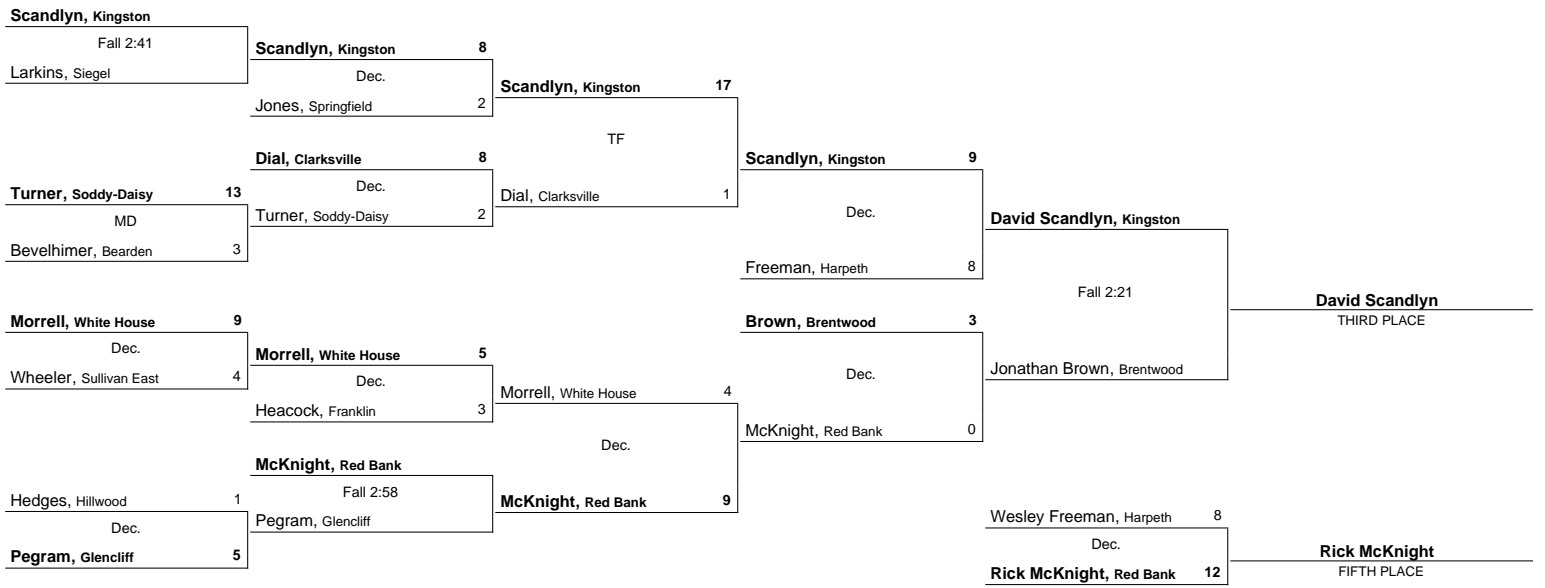 Scandlyn, Kingston
Fall 2:41
Larkins, Siegel
Turner, Soddy-Daisy 13
MD
Bevelhimer, Bearden 3
Morrell, White House 9
Dec.
Wheeler, Sullivan East 4
Hedges, Hillwood 1
Dec.
Pegram, Glencliff 5
Scandlyn, Kingston 8
Dec.
Jones, Springfield 2
Dial, Clarksville 8
Dec.
Turner, Soddy-Daisy 2
Morrell, White House 5
Dec.
Heacock, Franklin 3
McKnight, Red Bank
Fall 2:58
Pegram, Glencliff
Scandlyn, Kingston 17
TF
Dial, Clarksville 1
Morrell, White House 4
Dec.
McKnight, Red Bank 9
Scandlyn, Kingston 9
Dec.
Freeman, Harpeth 8
Brown, Brentwood 3
Dec.
McKnight, Red Bank 0
David Scandlyn, Kingston
Fall 2:21
Jonathan Brown, Brentwood
David Scandlyn
THIRD PLACE
Wesley Freeman, Harpeth 8
Dec.
Rick McKnight, Red Bank 12
Rick McKnight
FIFTH PLACE